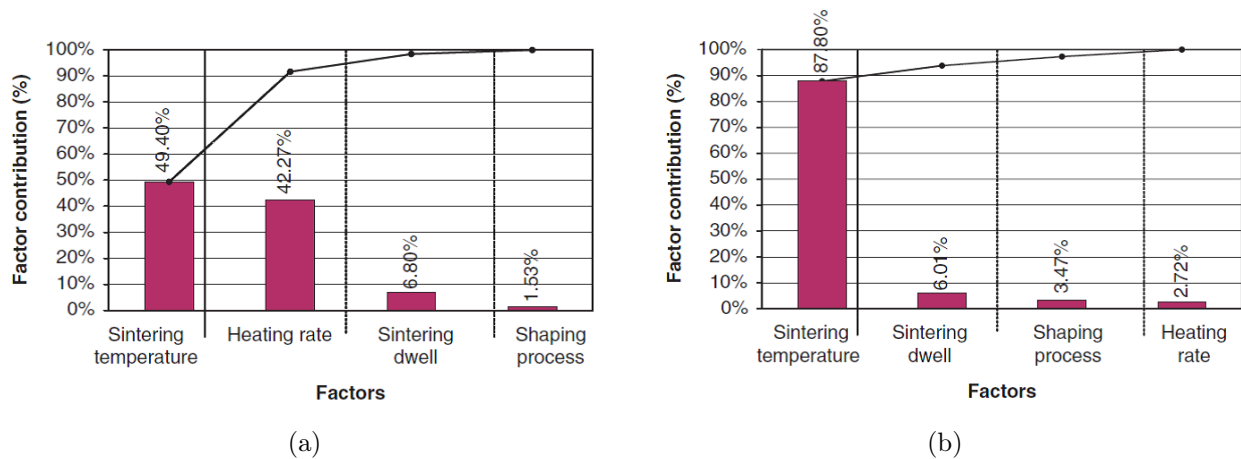 100%
90%
80%
70%
60%
50%
40%
30%
20%
10%
0%
Factor contribution (%)
49.40%
42.27%
6.80%
1.53%
Sintering temperature
Heating rate
Sintering dwell
Shaping process
Factors
(a)
100%
90%
80%
70%
60%
50%
40%
30%
20%
10%
0%
Factor contribution (%)
87.80%
6.01%
3.47%
2.72%
Sintering temperature
Sintering dwell
Shaping process
Heating rate
Factors
(b)